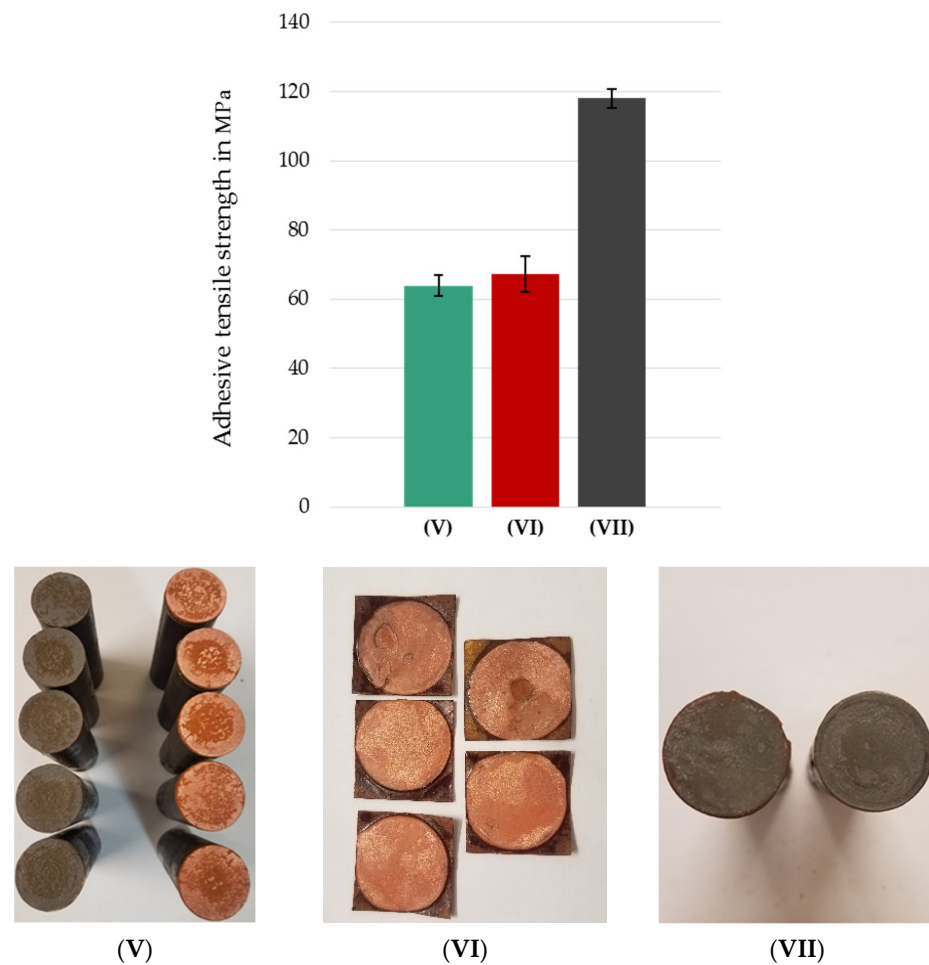 140
120
100
80
60
40
20
0
Adhesive tensile strength in MPa
(V)
(VI)
(VII)
(V)
(VI)
(VII)